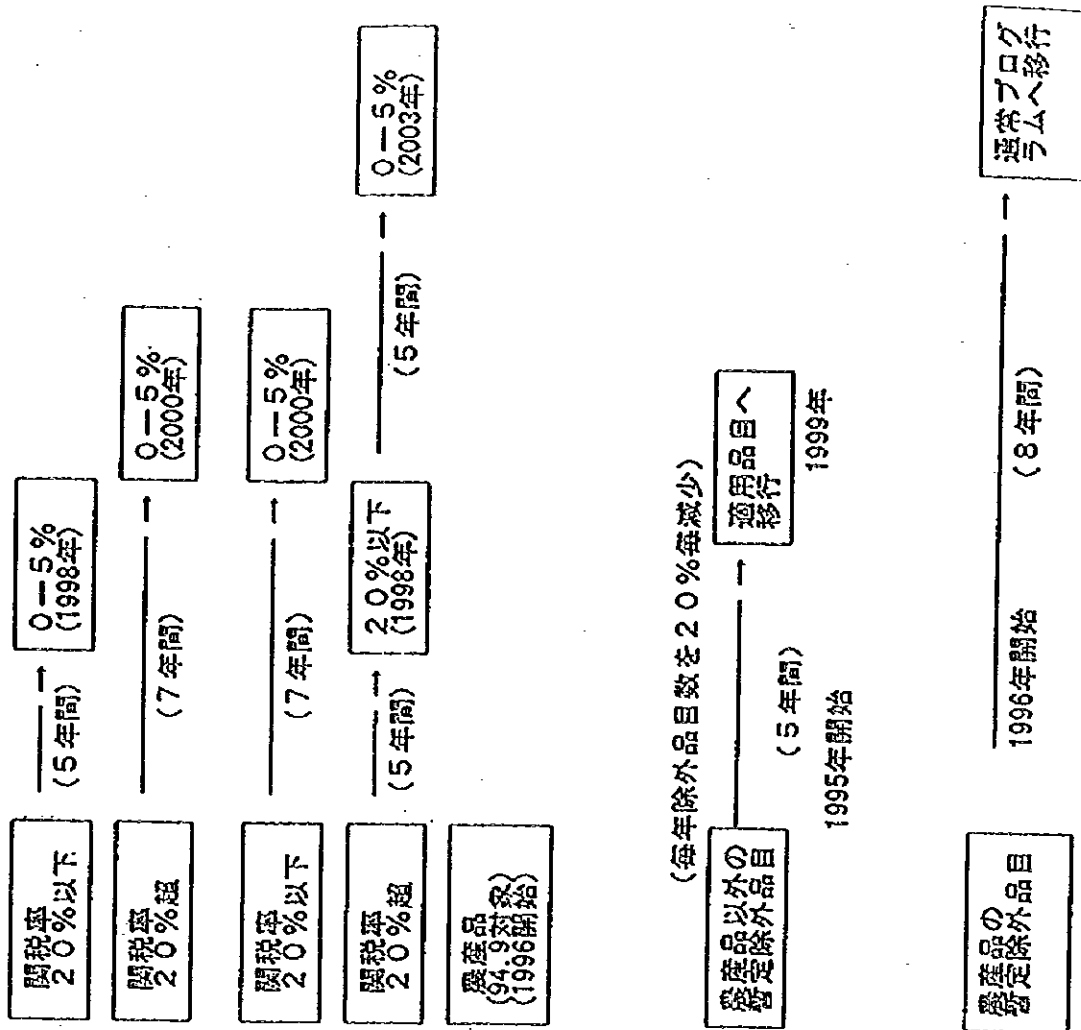 関税率
20%以下
(5年間)
0-5%
(1998年)
関税率
20%超
(7年間)
0-5%
(2000年)
関税率
20%以下
(7年間)
0-5%
(2000年)
関税率
20%超
(5年間)
20%以下
(1998年)
(5年間)
0-5%
(2003年)
農産品
(94.9対象)
(1996開始)
(毎年除外品目数を20%毎減少)
農産品以外の
暫定除外品目
(5年間)
1995年開始
適用品目へ
移行
1999年
農産品の
暫定除外品目
1996年開始
(8年間)
通常プログ
ラムへ移行